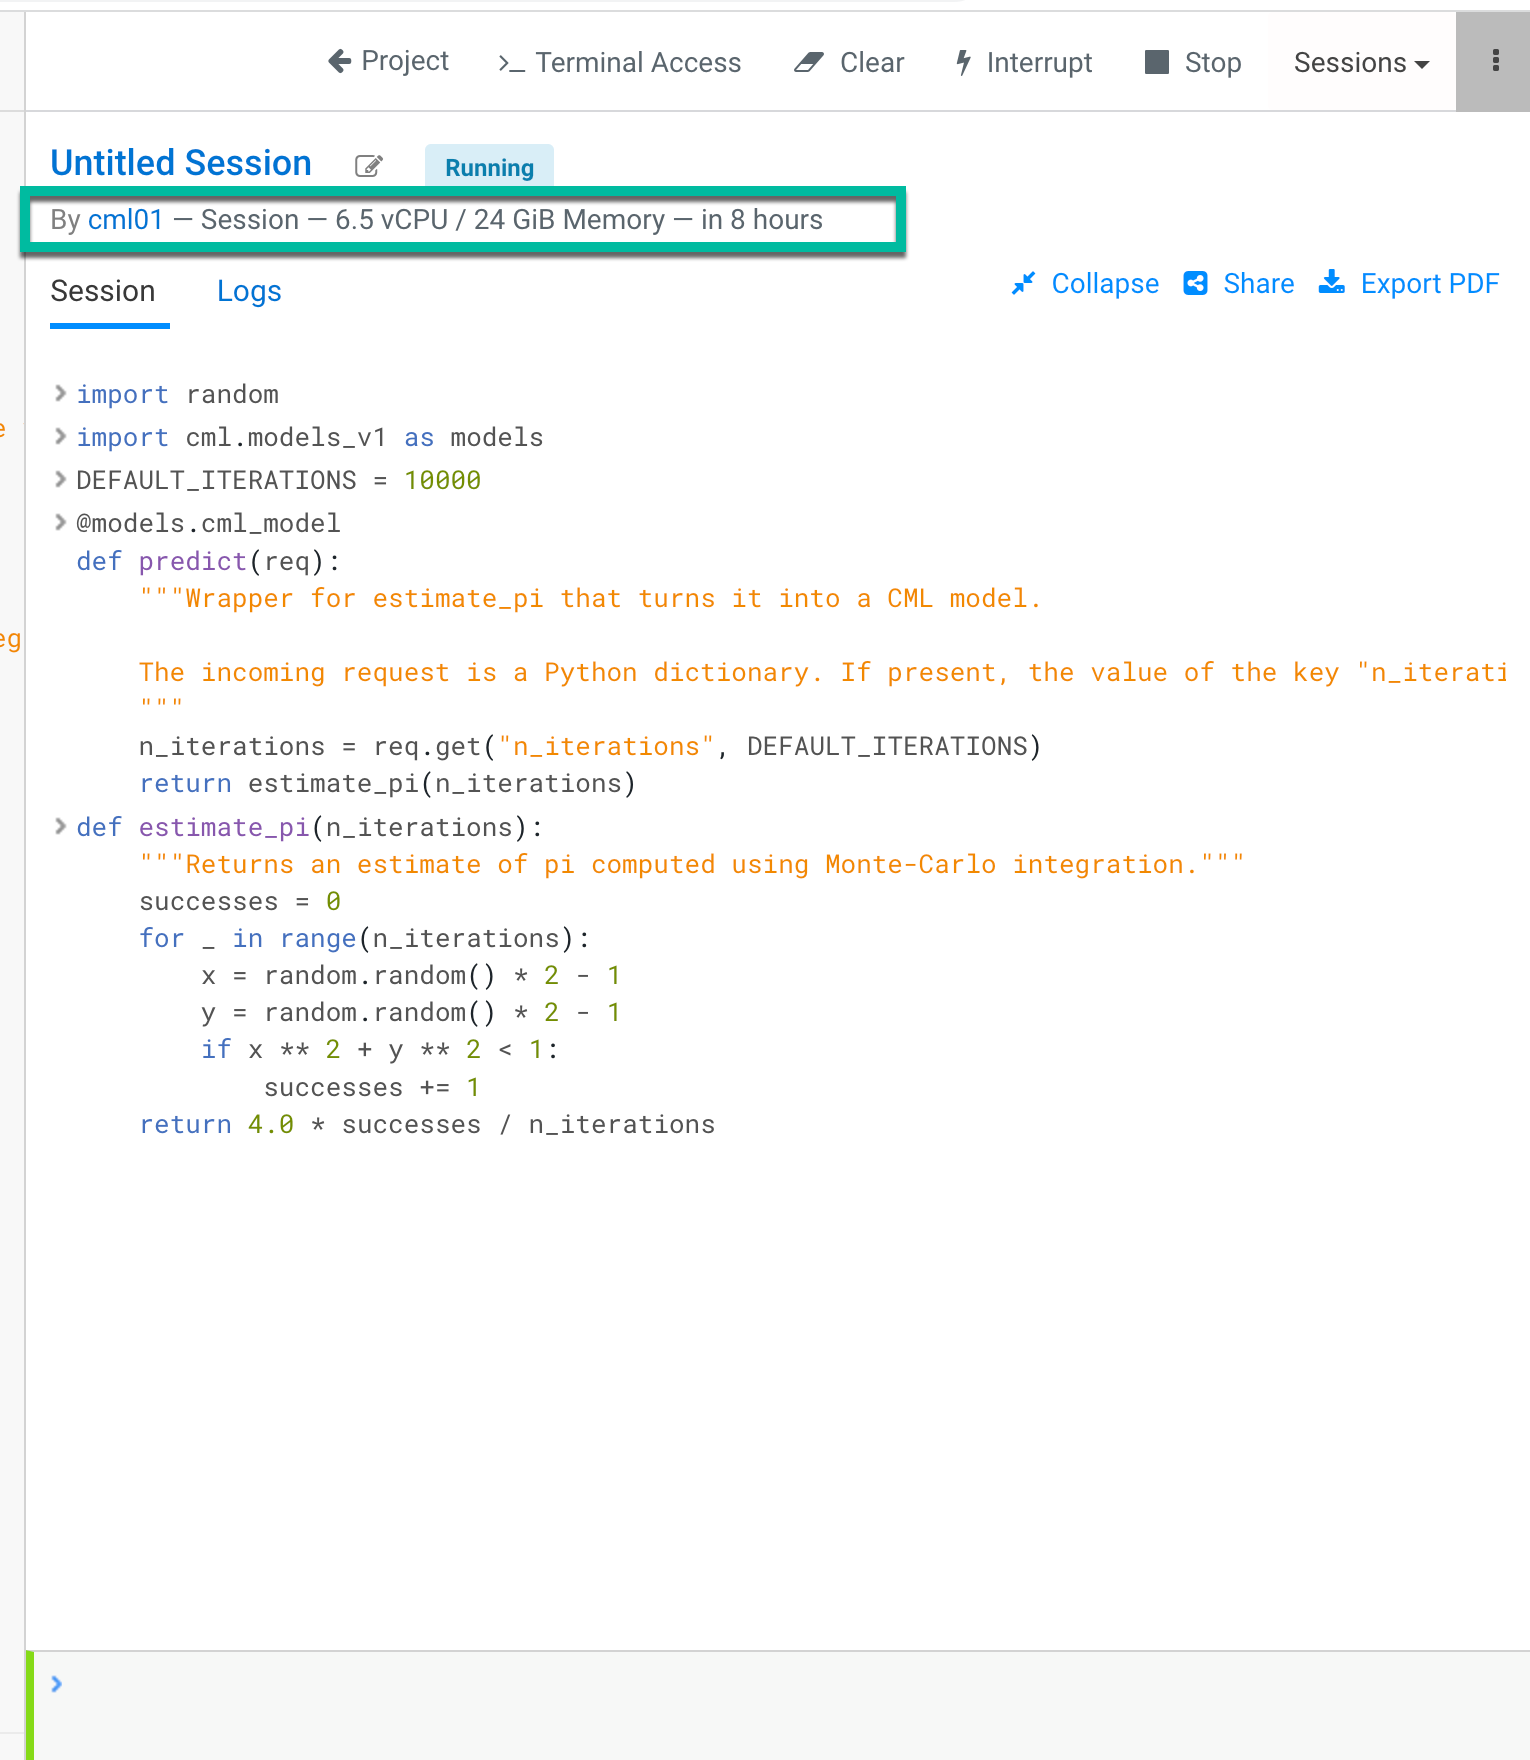 Project >_ Terminal Access Clear Interrupt Stop Sessions
Untitled Session Running
By cml01 — Session — 6.5 vCPU / 24 GiB Memory — in 8 hours
Session Logs Collapse Share Export PDF
import random
e
import cml.models_v1 as models
DEFAULT_ITERATIONS = 10000
@models.cml_model
def predict(req):
"""Wrapper for estimate_pi that turns it into a CML model.
eg
The incoming request is a Python dictionary. If present, the value of the key "n_iterati
"""
n_iterations = req.get("n_iterations", DEFAULT_ITERATIONS)
return estimate_pi(n_iterations)
def estimate_pi(n_iterations):
"""Returns an estimate of pi computed using Monte-Carlo integration."""
successes = 0
for _ in range(n_iterations):
x = random.random() * 2 - 1
y = random.random() * 2 - 1
if x ** 2 + y ** 2 < 1:
successes += 1
return 4.0 * successes / n_iterations